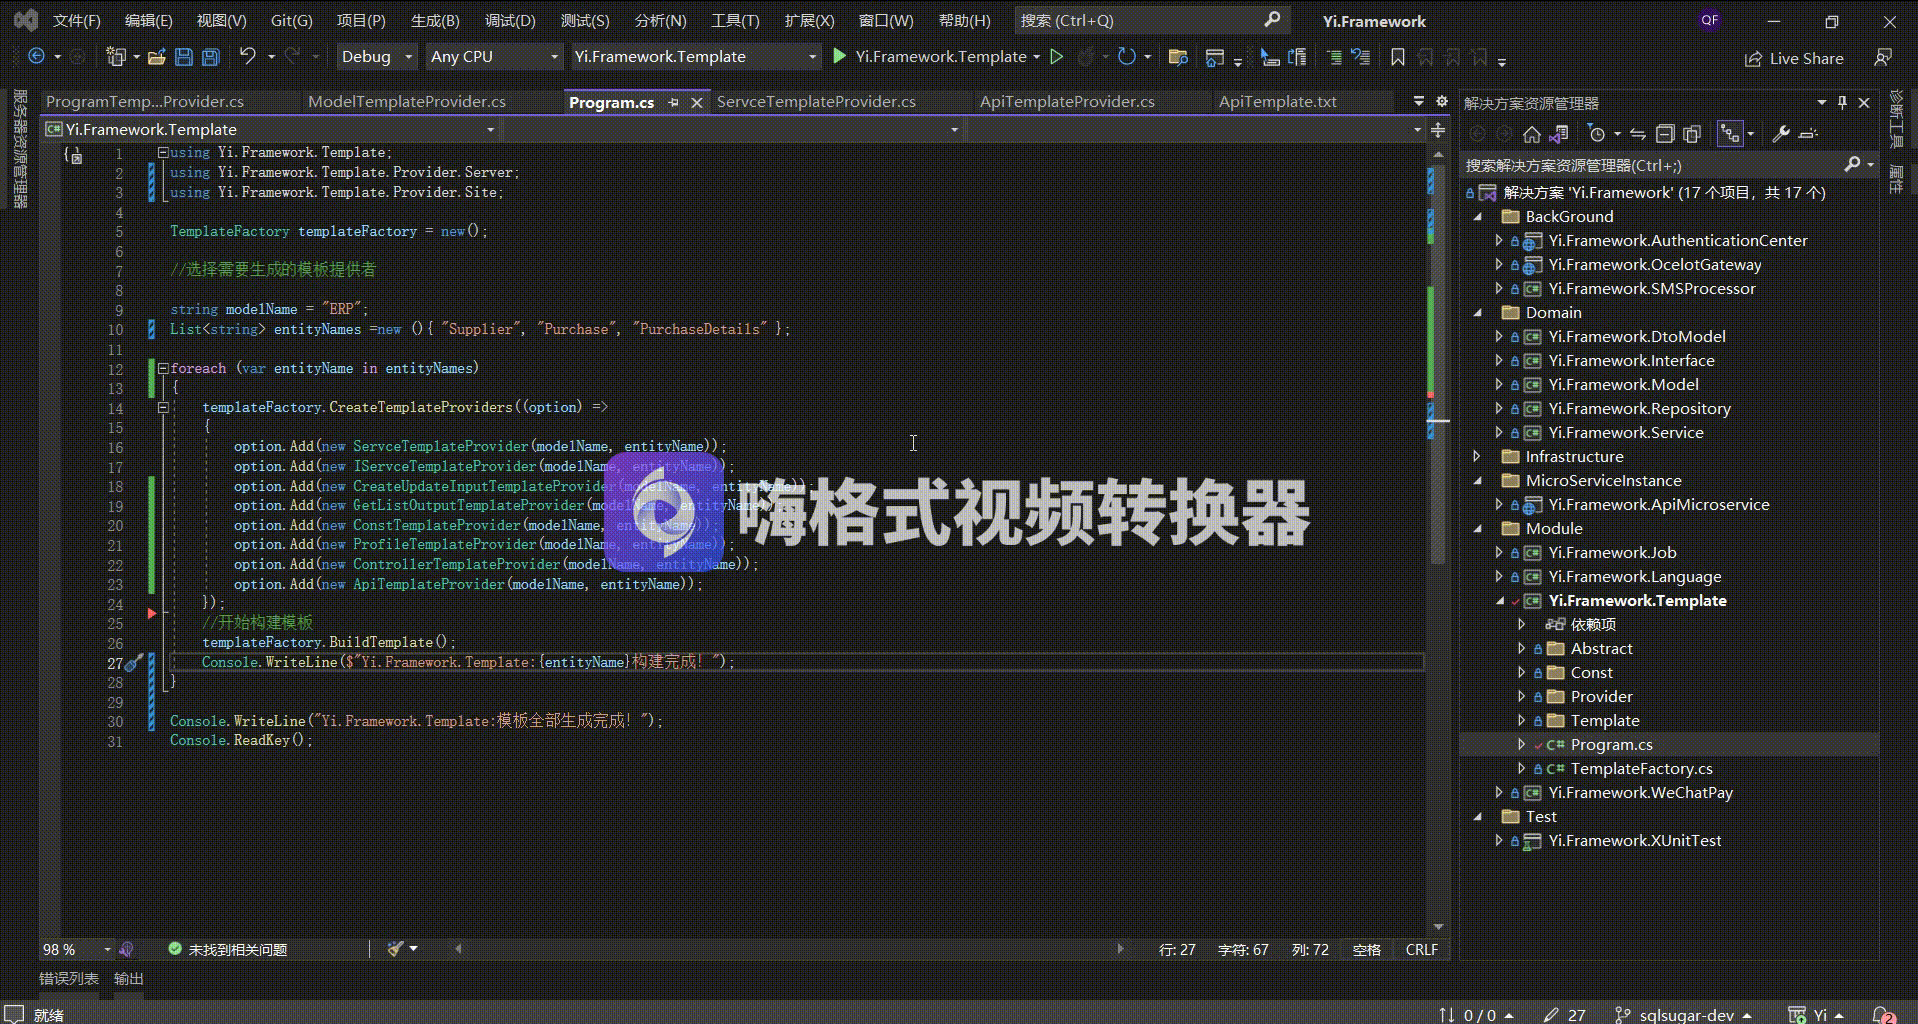 文件(F) 编辑(E) 视图(V) Git(G) 项目(P) 生成(B) 调试(D) 测试(S) 分析(N) 工具(T) 扩展(X) 窗口(W) 帮助(H) 搜索 (Ctrl+Q) Yi.Framework QF
Debug Any CPU Yi.Framework.Template Yi.Framework.Template Live Share
服务器资源管理器
ProgramTemp...Provider.cs ModelTemplateProvider.cs Program.cs ServceTemplateProvider.cs ApiTemplateProvider.cs ApiTemplate.txt
C# Yi.Framework.Template
1 using Yi.Framework.Template;
2 using Yi.Framework.Template.Provider.Server;
3 using Yi.Framework.Template.Provider.Site;
4
5 TemplateFactory templateFactory = new();
6
7 //选择需要生成的模板提供者
8
9 string modelName = "ERP";
10 List<string> entityNames =new (){ "Supplier", "Purchase", "PurchaseDetails" };
11
12 foreach (var entityName in entityNames)
13 {
14 templateFactory.CreateTemplateProviders((option) =>
15 {
16 option.Add(new ServceTemplateProvider(modelName, entityName));
17 option.Add(new IServceTemplateProvider(modelName, entityName));
18 option.Add(new CreateUpdateInputTemplateProvider(modelName, entityName));
19 option.Add(new GetListOutputTemplateProvider(modelName, entityName));
20 option.Add(new ConstTemplateProvider(modelName, entityName));
21 option.Add(new ProfileTemplateProvider(modelName, entityName));
22 option.Add(new ControllerTemplateProvider(modelName, entityName));
23 option.Add(new ApiTemplateProvider(modelName, entityName));
24 });
25 //开始构建模板
26 templateFactory.BuildTemplate();
27 Console.WriteLine($"Yi.Framework.Template:{entityName}构建完成！");
28 }
29
30 Console.WriteLine("Yi.Framework.Template:模板全部生成完成！");
31 Console.ReadKey();
嗨格式视频转换器
98 % 未找到相关问题 行: 27 字符: 67 列: 72 空格 CRLF
错误列表 输出
解决方案资源管理器
搜索解决方案资源管理器(Ctrl+;)
解决方案 'Yi.Framework' (17 个项目，共 17 个)
BackGround
Yi.Framework.AuthenticationCenter
Yi.Framework.OcelotGateway
C# Yi.Framework.SMSProcessor
Domain
C# Yi.Framework.DtoModel
C# Yi.Framework.Interface
C# Yi.Framework.Model
C# Yi.Framework.Repository
C# Yi.Framework.Service
Infrastructure
MicroServiceInstance
Yi.Framework.ApiMicroservice
Module
C# Yi.Framework.Job
C# Yi.Framework.Language
C# Yi.Framework.Template
依赖项
Abstract
Const
Provider
Template
C# Program.cs
C# TemplateFactory.cs
C# Yi.Framework.WeChatPay
Test
Yi.Framework.XUnitTest
诊断工具
属性
就绪 0 / 0 27 sqlsugar-dev Yi 2